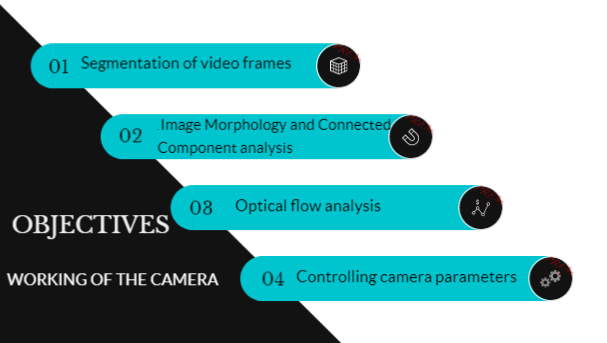 01 Segmentation of video frames
02 .Image Morphology and Connected
Component analysis
03 Optical flow analysis
OBJECTIVES
WORKING OF THE CAMERA
04 Controlling camera parameters